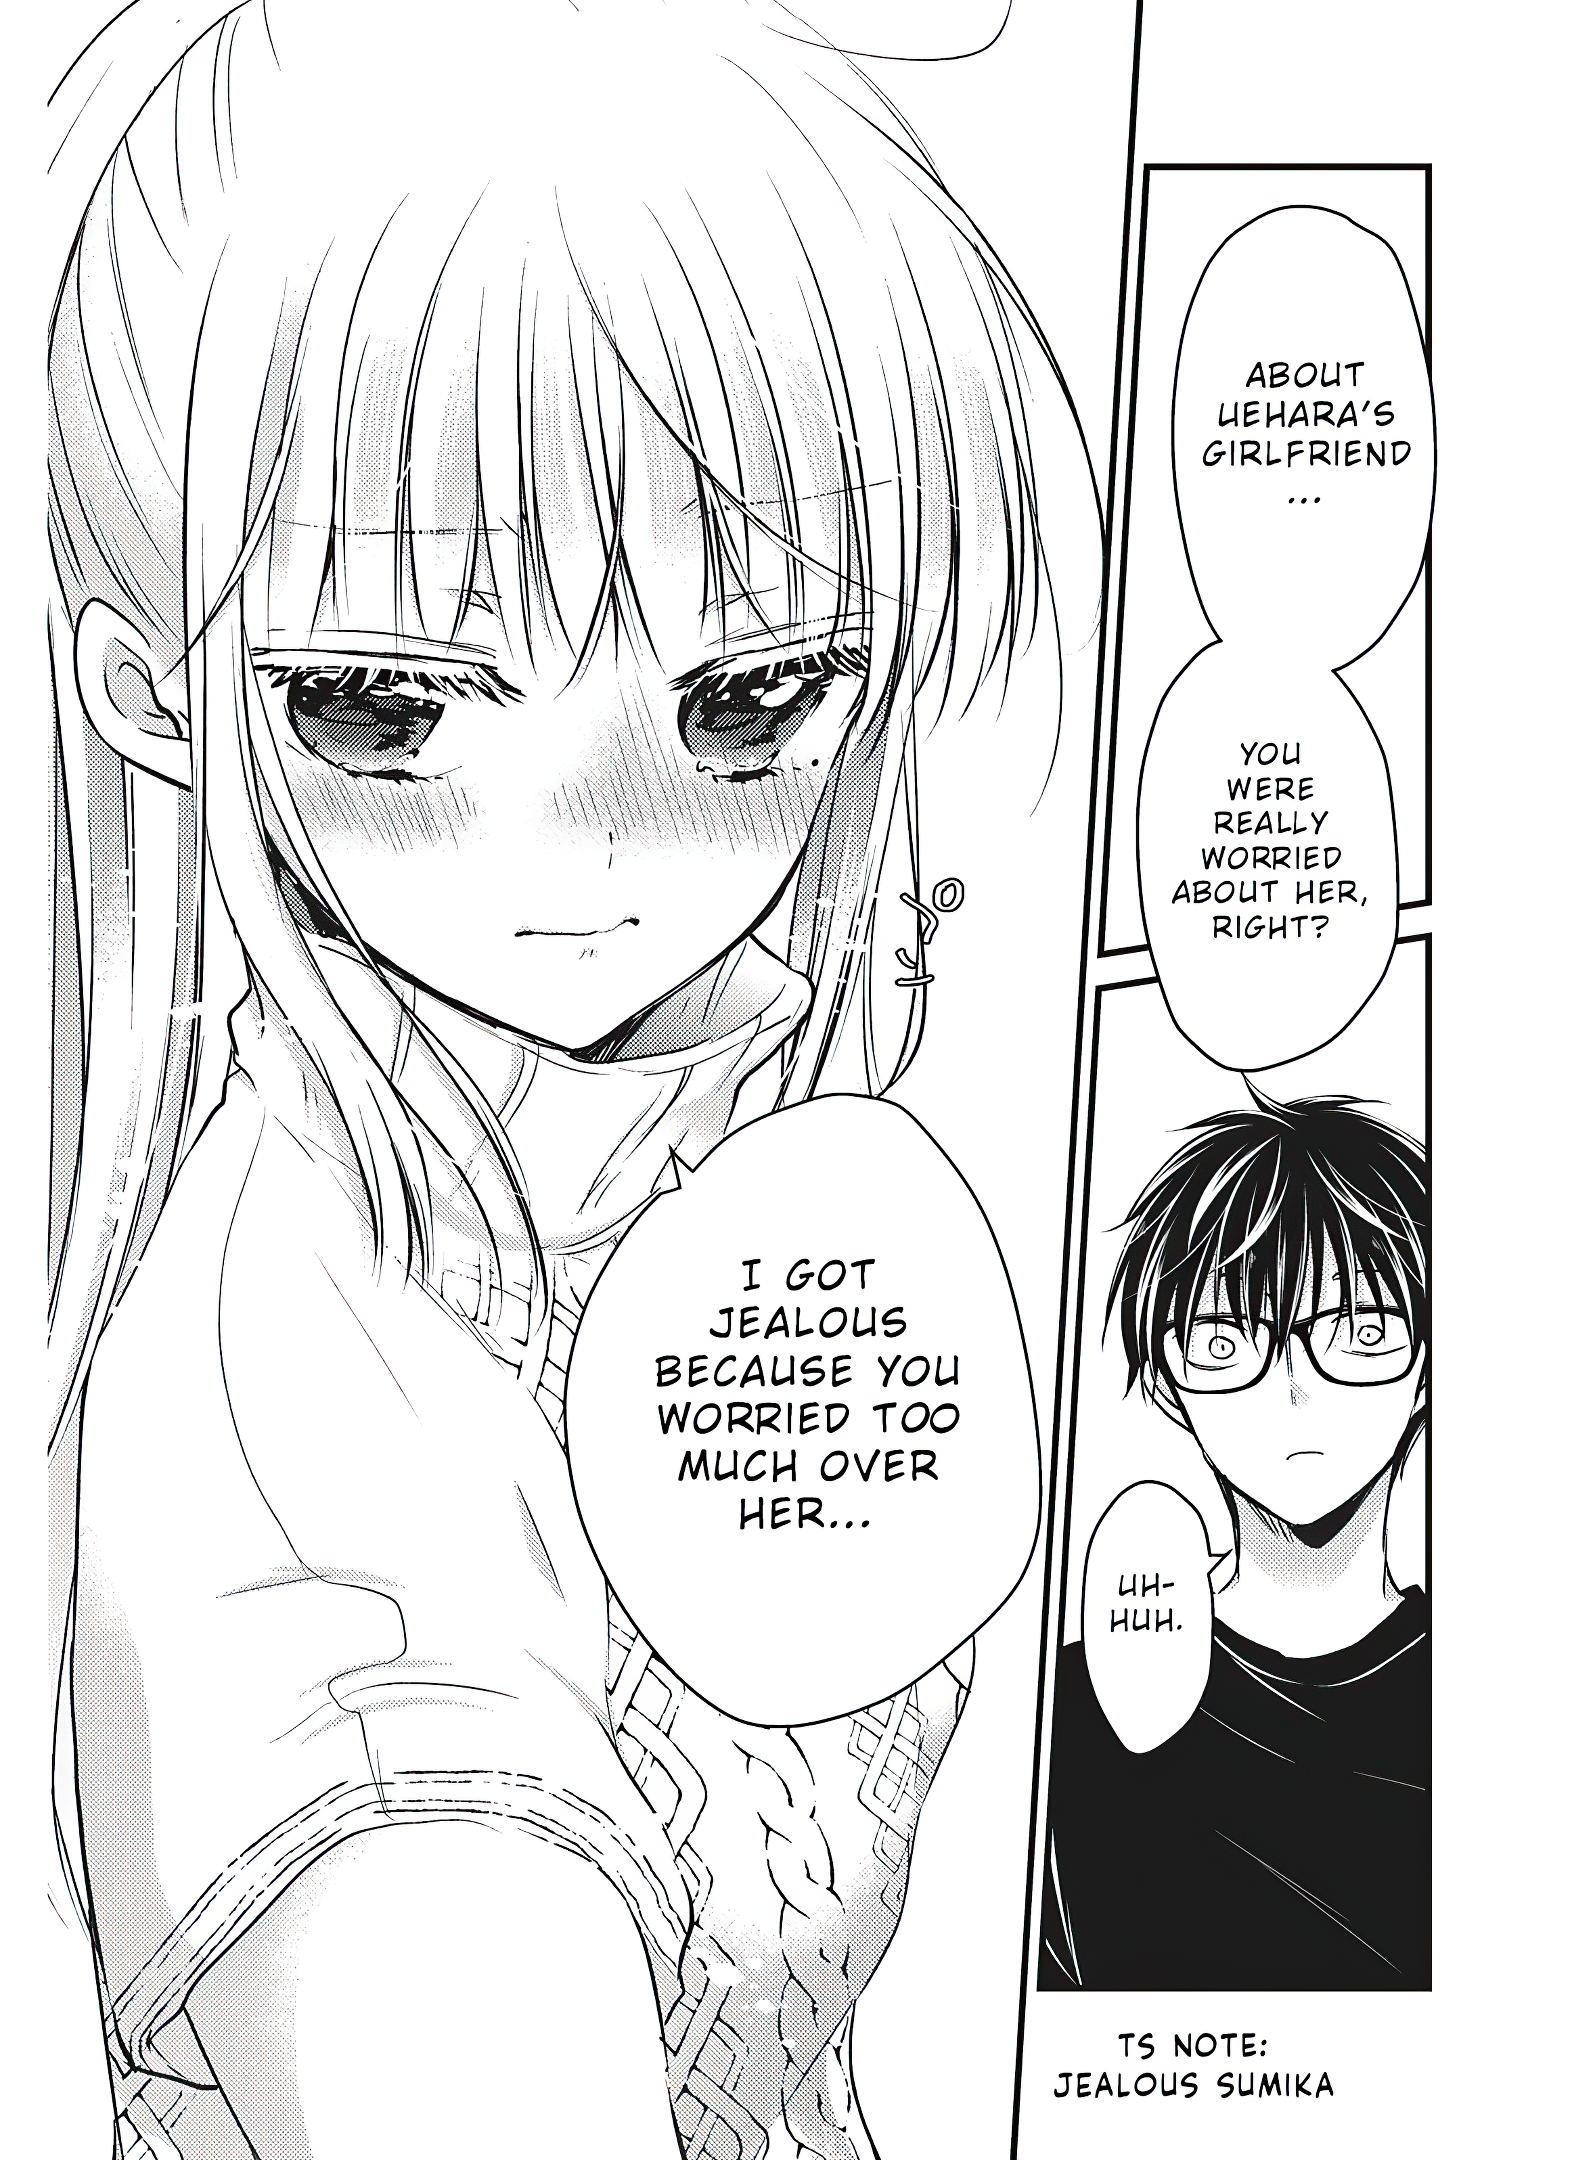 ABOUT
UEHARA'S
GIRLFRIEND
...
YOU
WERE
REALLY
WORRIED
ABOUT HER,
RIGHT?
UH-
HUH.
I GOT
JEALOUS
BECAUSE YOU
WORRIED TOO
MUCH OVER
HER...
TS NOTE:
JEALOUS SUMIKA